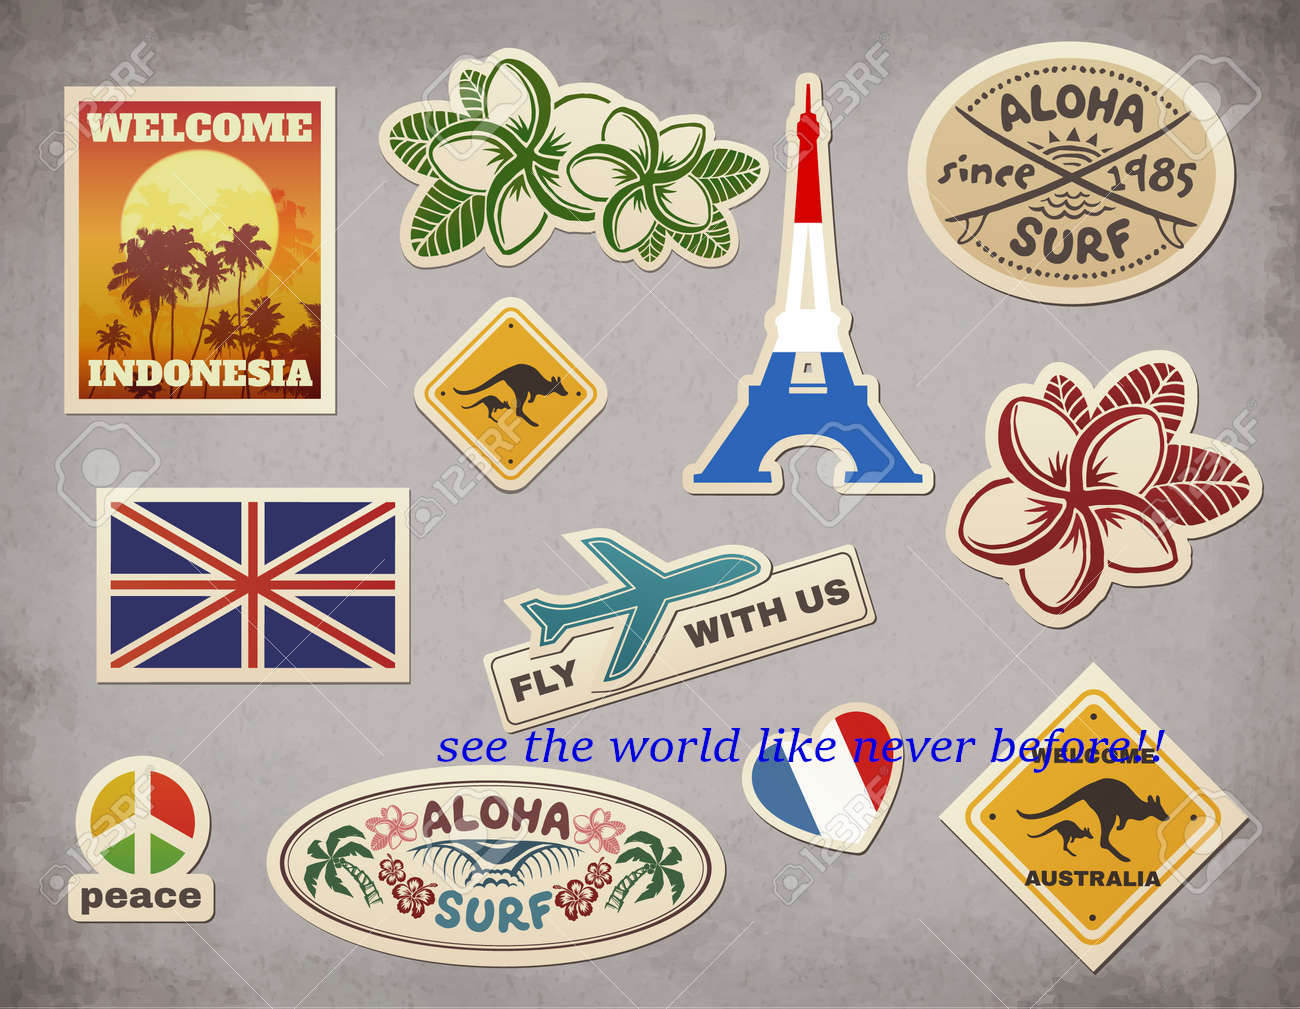 WELCOME
INDONESIA
ALOHA
since 1985
SURF
FLY WITH US
see the world like never before!!
WELCOME
AUSTRALIA
peace
ALOHA
SURF
123RF